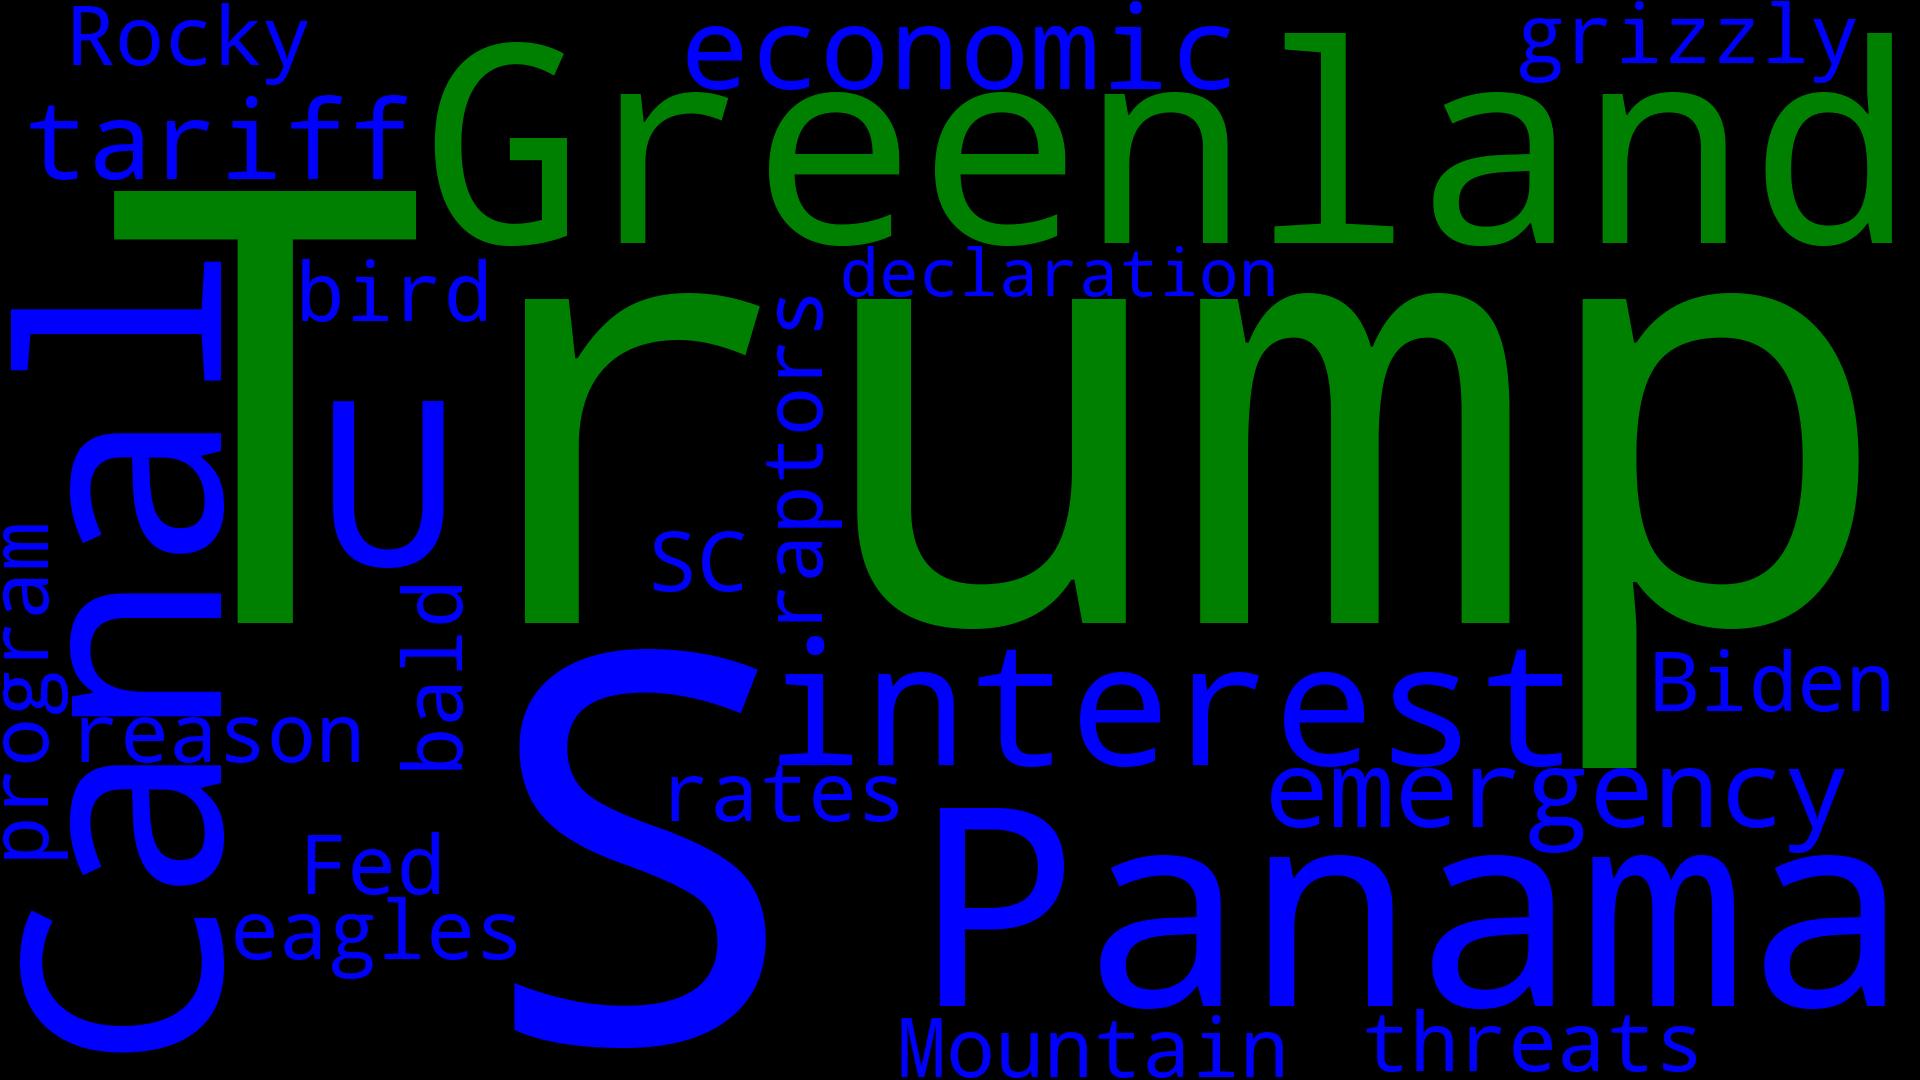 Rocky
economic
grizzly
tariff
Greenland
Trump
bird
declaration
Canal
raptors
U
SC
program
bald
S
interest
Biden
reason
rates
emergency
Fed
Panama
eagles
Mountain
threats